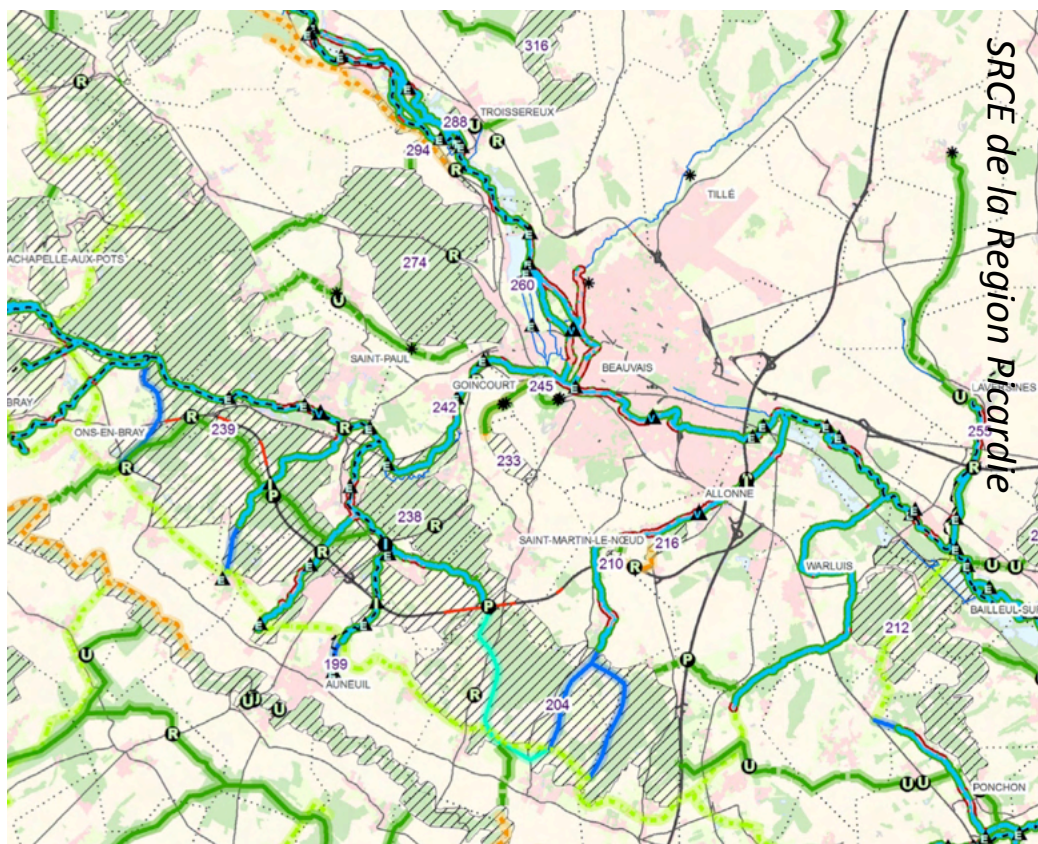 SRCE de la Region Picardie
316
TROISSEREUX
U
288
R
294
R
R
TILLÉ
274
R
ACHAPELLE-AUX-POTS
260
U
SAINT-PAUL
GOINCOURT
245
BEAUVAIS
LAVERSINES
U
242
BRAY
ONS-EN-BRAY
239
R
R
255
233
R
R
P
238
R
ALLONNE
SAINT-MARTIN-LE-NŒUD
216
R
210
R
WARLUIS
U
U
P
BAILLEUL-SU
212
U
199
AUNEUIL
P
R
204
R
U
U
U
PONCHON